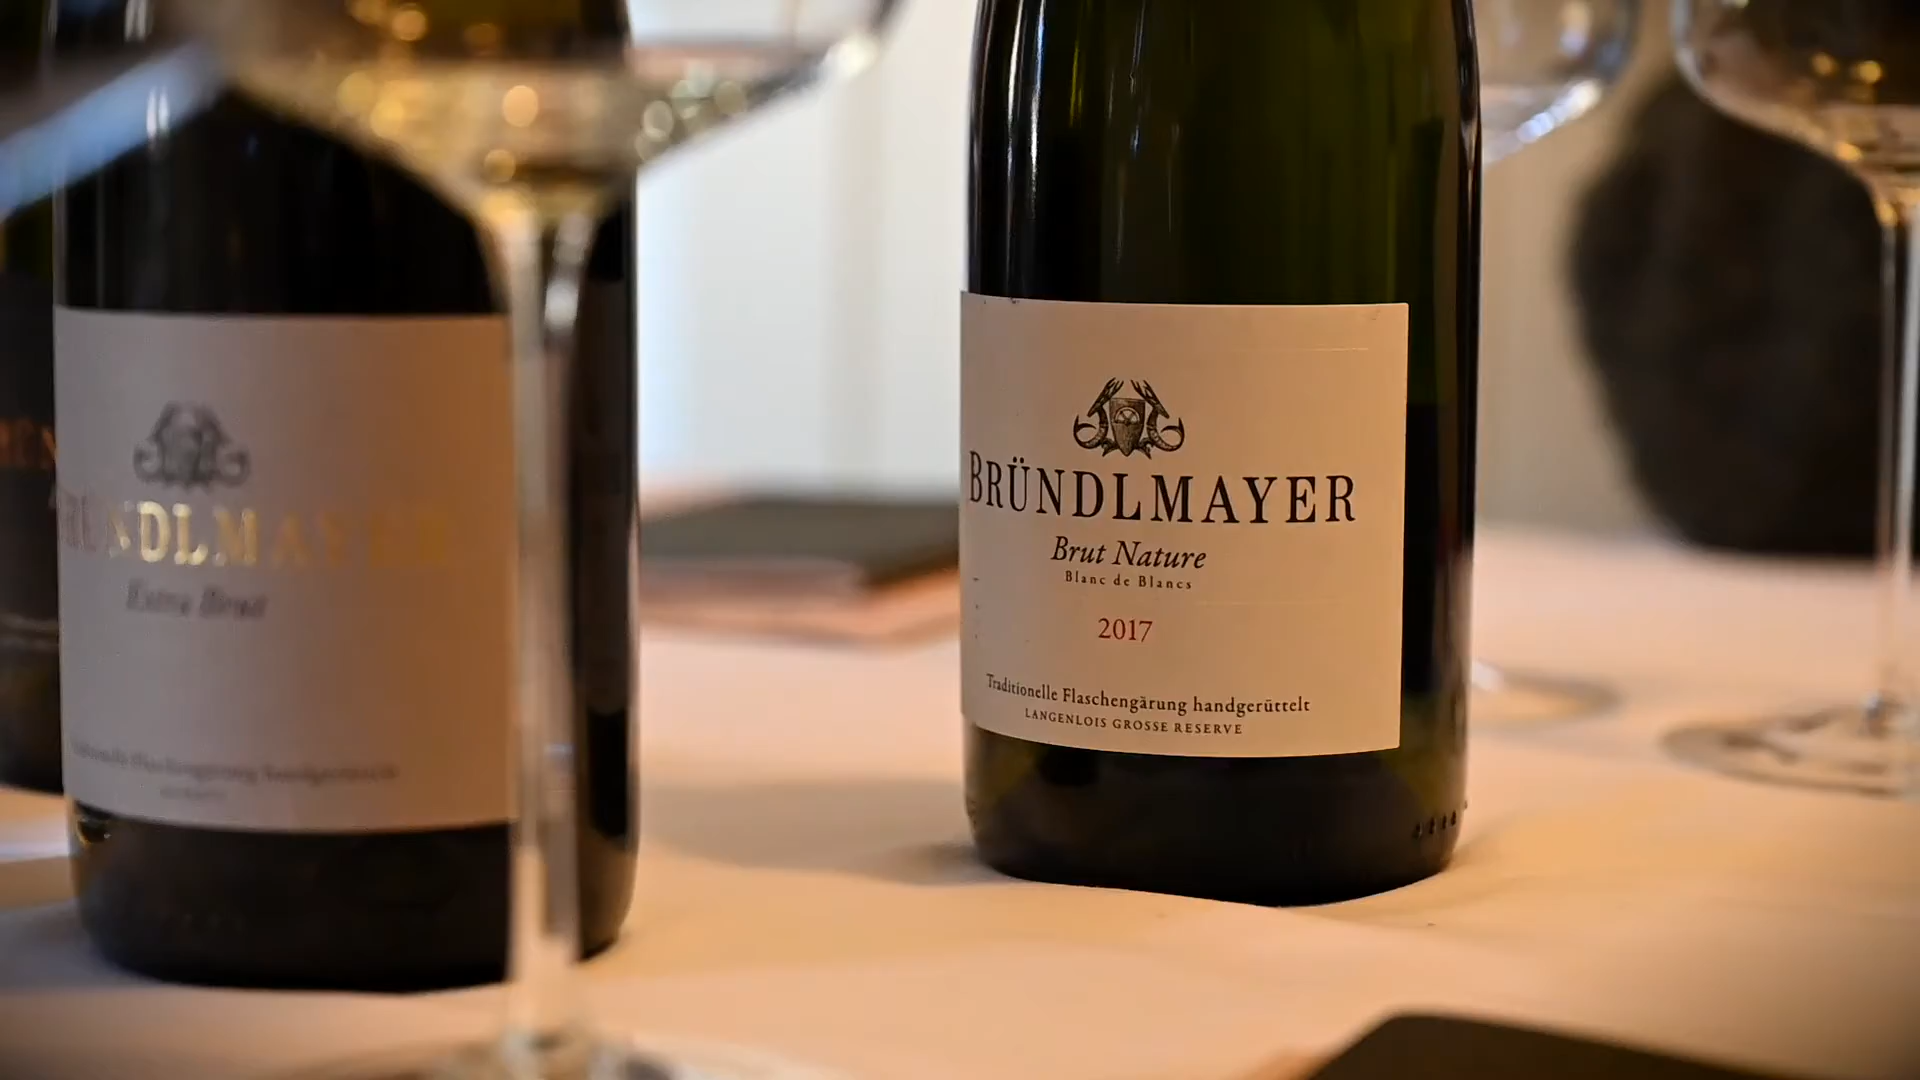 BRÜNDLMAYER
Extra Brut
BRÜNDLMAYER
Brut Nature
Blanc de Blancs
2017
Traditionelle Flaschengärung handgerüttelt
LANGENLOIS GROSSE RESERVE